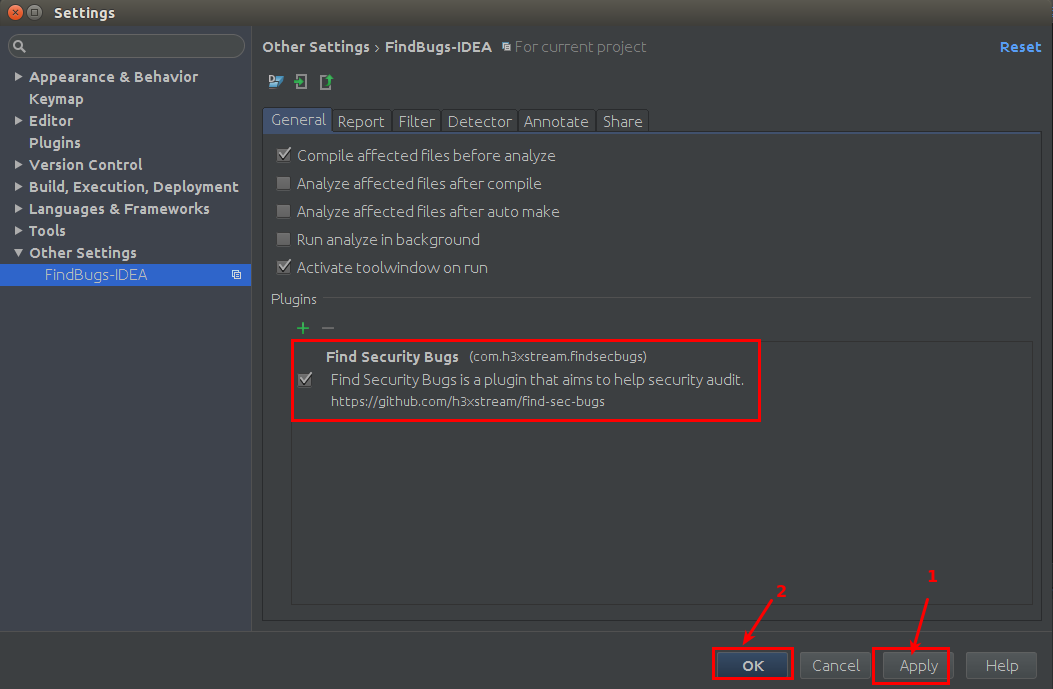 Settings
Appearance & Behavior
Keymap
Editor
Plugins
Version Control
Build, Execution, Deployment
Languages & Frameworks
Tools
Other Settings
FindBugs-IDEA
Other Settings › FindBugs-IDEA For current project
Reset
General Report Filter Detector Annotate Share
Compile affected files before analyze
Analyze affected files after compile
Analyze affected files after auto make
Run analyze in background
Activate toolwindow on run
Plugins
Find Security Bugs (com.h3xstream.findsecbugs)
Find Security Bugs is a plugin that aims to help security audit.
https://github.com/h3xstream/find-sec-bugs
1
2
OK Cancel Apply Help